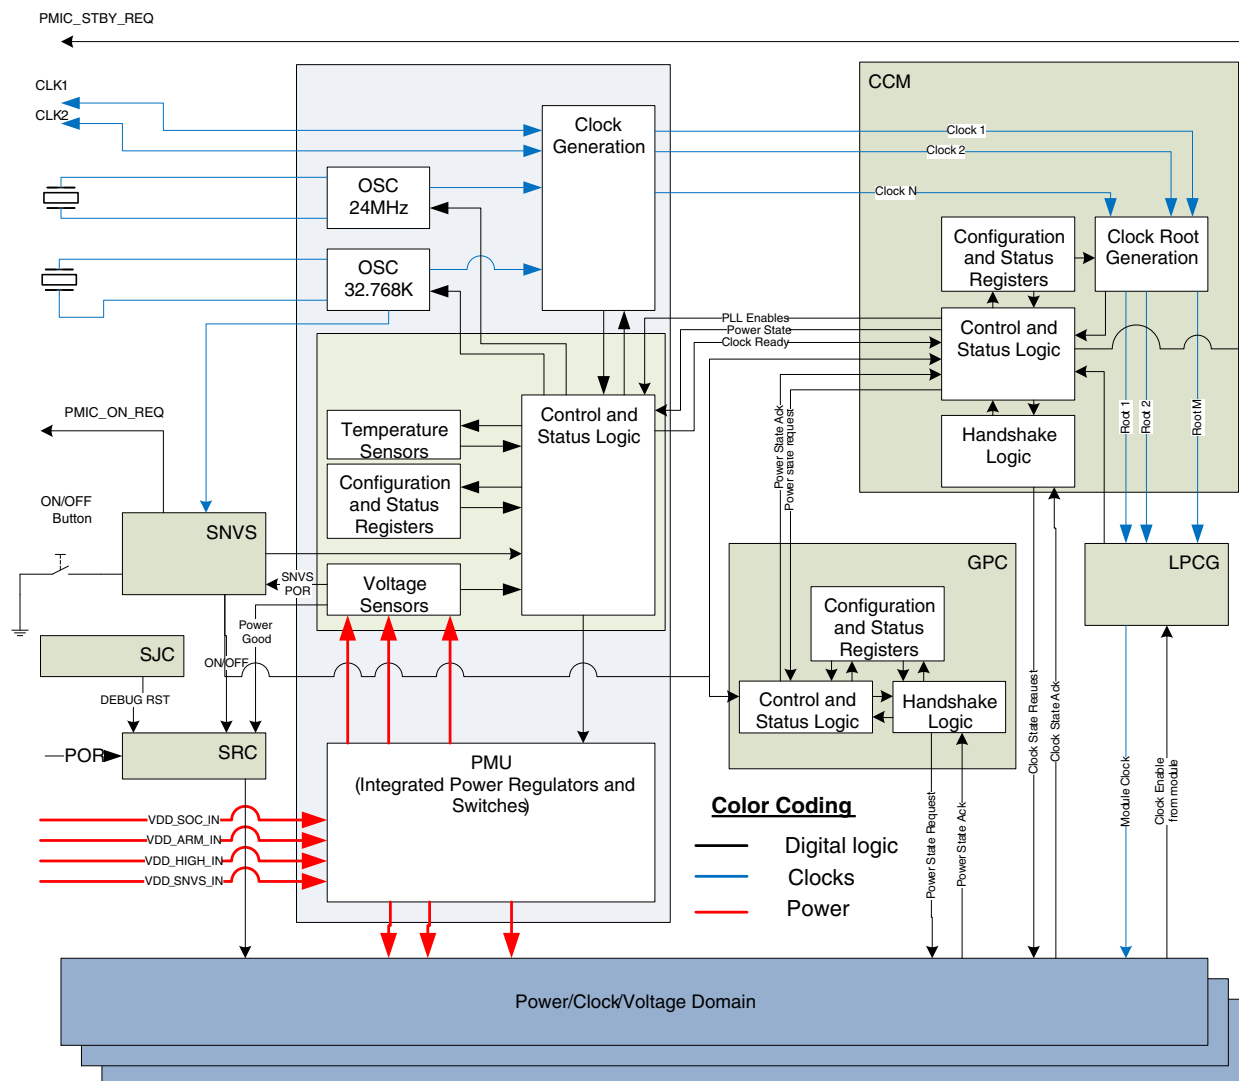 PMIC_STBY_REQ
CLK1
CLK2
CCM
Clock
Generation
Clock 1
Clock 2
Clock N
OSC
24MHz
OSC
32.768K
Configuration
and Status
Registers
Clock Root
Generation
PLL Enables
Power State
Clock Ready
Control and
Status Logic
PMIC_ON_REQ
Temperature
Sensors
Control and
Status Logic
Configuration
and Status
Registers
Power State Ack
Power state request
Handshake
Logic
Root 1
Root 2
Root M
ON/OFF
Button
SNVS
SNVS
POR
Voltage
Sensors
Power
Good
GPC
LPCG
Configuration
and Status
Registers
SJC
ON/OFF
DEBUG RST
Control and
Status Logic
Handshake
Logic
Clock State Request
Clock State Ack
POR
SRC
PMU
(Integrated Power Regulators and
Switches)
VDD_SOC_IN
VDD_ARM_IN
VDD_HIGH_IN
VDD_SNVS_IN
Color Coding
Digital logic
Clocks
Power
Power State Request
Power State Ack
Module Clock
Clock Enable
from module
Power/Clock/Voltage Domain